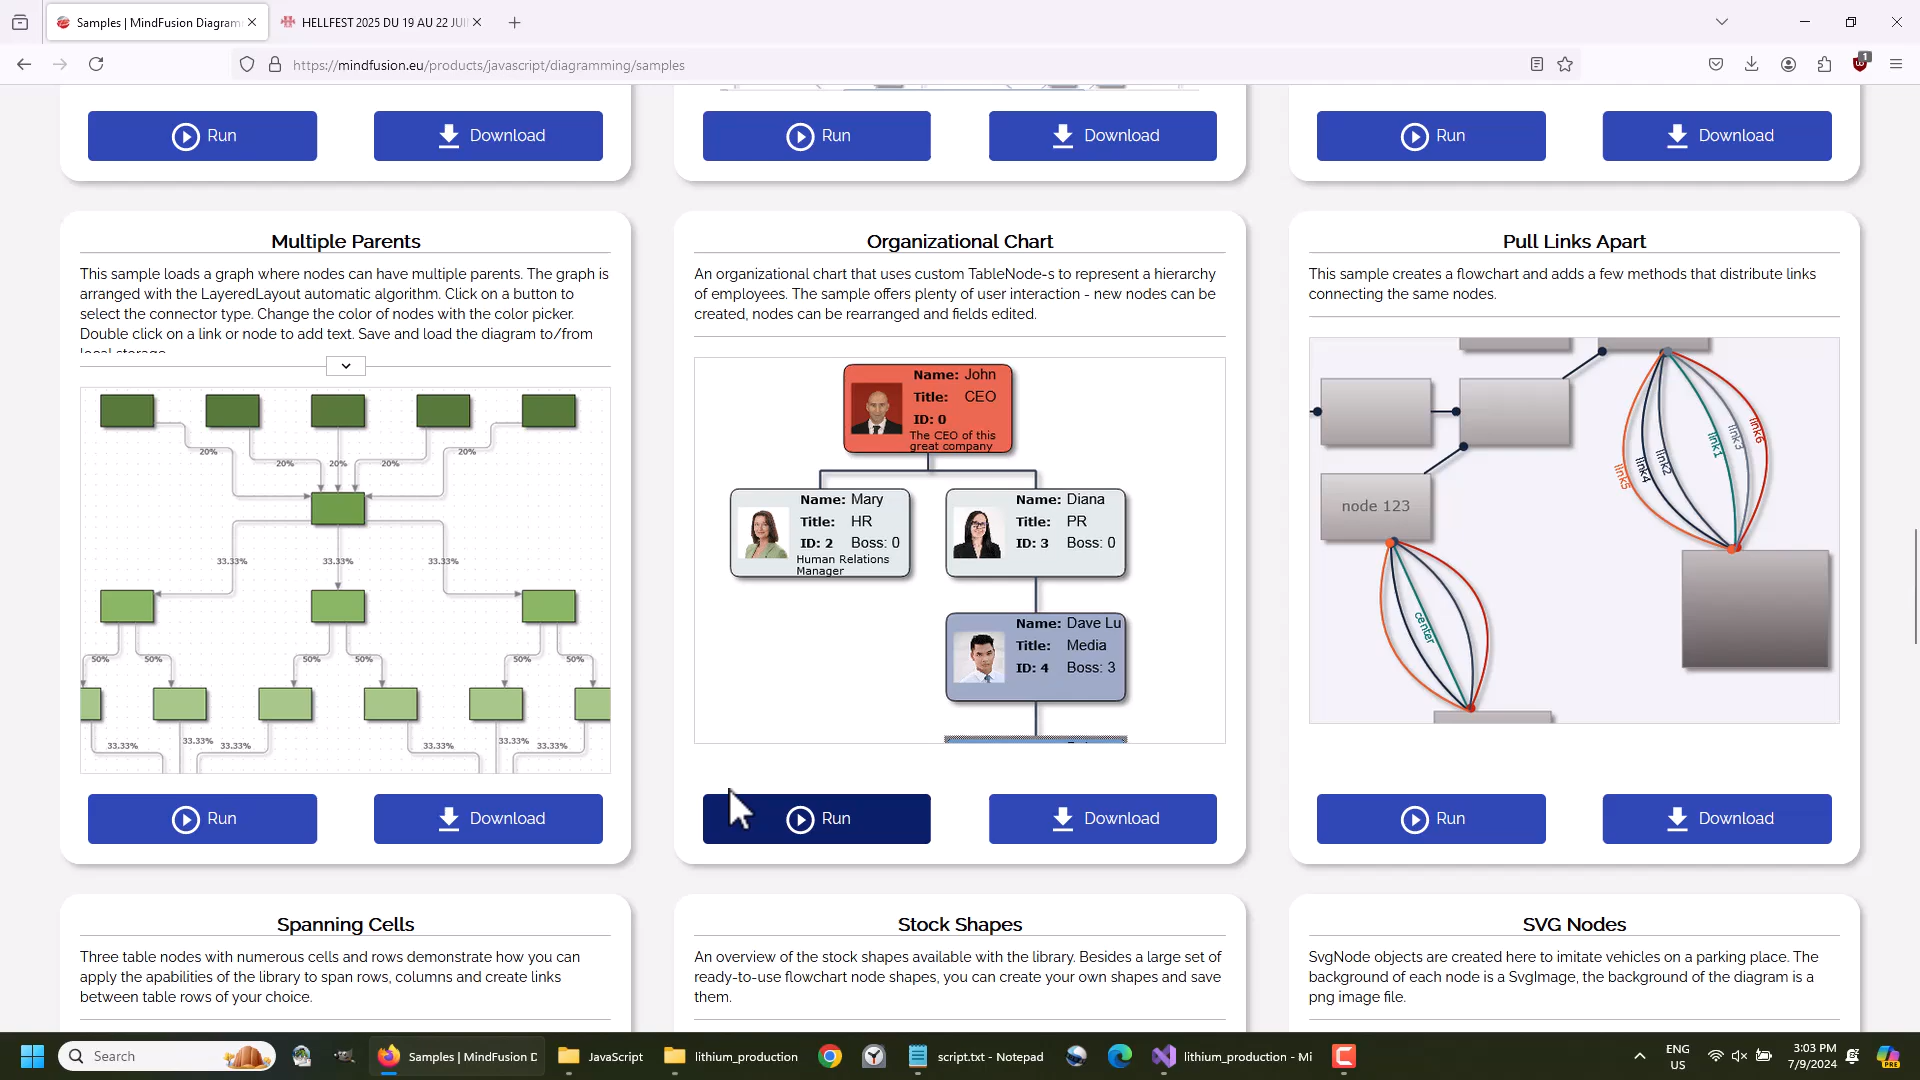 Samples | MindFusion Diagram
HELLFEST 2025 DU 19 AU 22 JUI
https://mindfusion.eu/products/javascript/diagramming/samples
1
Run
Download
Run
Download
Run
Download
Multiple Parents
This sample loads a graph where nodes can have multiple parents. The graph is
arranged with the LayeredLayout automatic algorithm. Click on a button to
select the connector type. Change the color of nodes with the color picker.
Double click on a link or node to add text. Save and load the diagram to/from
local storage
20%
20%
20%
20%
20%
33.33%
33.33%
33.33%
50%
50%
50%
50%
50%
50%
33.33%
33.33%
33.33%
33.33%
33.33%
33.33%
Run
Download
Organizational Chart
An organizational chart that uses custom TableNode-s to represent a hierarchy
of employees. The sample offers plenty of user interaction - new nodes can be
created, nodes can be rearranged and fields edited.
Name: John
Title: CEO
ID: 0
The CEO of this
great company
Name: Mary
Title: HR
ID: 2 Boss: 0
Human Relations
Manager
Name: Diana
Title: PR
ID: 3 Boss: 0
Name: Dave Lu
Title: Media
ID: 4 Boss: 3
Run
Download
Pull Links Apart
This sample creates a flowchart and adds a few methods that distribute links
connecting the same nodes.
link5
link4
link2
link1
link3
link6
node 123
center
Run
Download
Spanning Cells
Three table nodes with numerous cells and rows demonstrate how you can
apply the apabilities of the library to span rows, columns and create links
between table rows of your choice.
Stock Shapes
An overview of the stock shapes available with the library. Besides a large set of
ready-to-use flowchart node shapes, you can create your own shapes and save
them.
SVG Nodes
SvgNode objects are created here to imitate vehicles on a parking place. The
background of each node is a SvgImage, the background of the diagram is a
png image file.
Search
Samples | MindFusion D
JavaScript
lithium_production
script.txt - Notepad
lithium_production - Mi
ENG
US
3:03 PM
7/9/2024
PRE